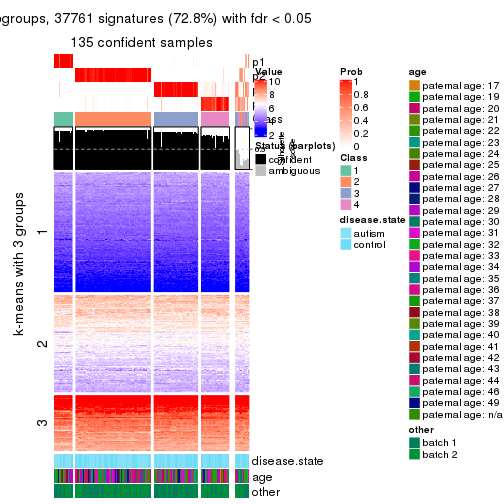 ogroups, 37761 signatures (72.8%) with fdr < 0.05
135 confident samples
p1
k-means with 3 groups
1
2
3
disease.state
age
other
Value
10
8
6
2
Status (barplots)
confident
ambiguous
Prob
1
0.8
0.6
0.4
0.2
0
Class
1
2
3
4
disease.state
autism
control
age
paternal age: 17
paternal age: 19
paternal age: 20
paternal age: 21
paternal age: 22
paternal age: 23
paternal age: 24
paternal age: 25
paternal age: 26
paternal age: 27
paternal age: 28
paternal age: 29
paternal age: 30
paternal age: 31
paternal age: 32
paternal age: 33
paternal age: 34
paternal age: 35
paternal age: 36
paternal age: 37
paternal age: 38
paternal age: 39
paternal age: 40
paternal age: 41
paternal age: 42
paternal age: 43
paternal age: 44
paternal age: 46
paternal age: 49
paternal age: n/a
other
batch 1
batch 2